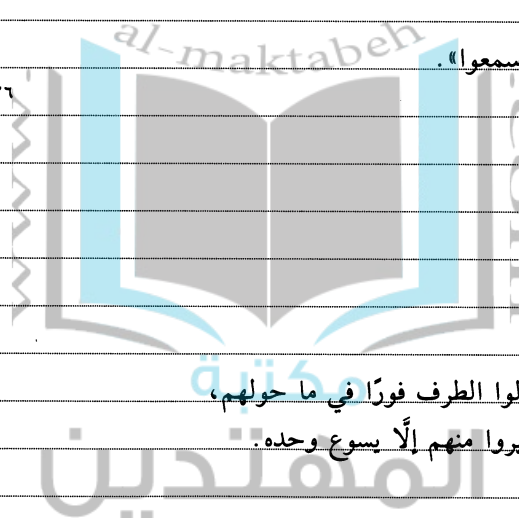 al-maktabeh
سمعوا».
لوا الطرف فورًا في ما حولهم،
يروا منهم إلَّا يسوع وحده.
مكتبة
المهتدين